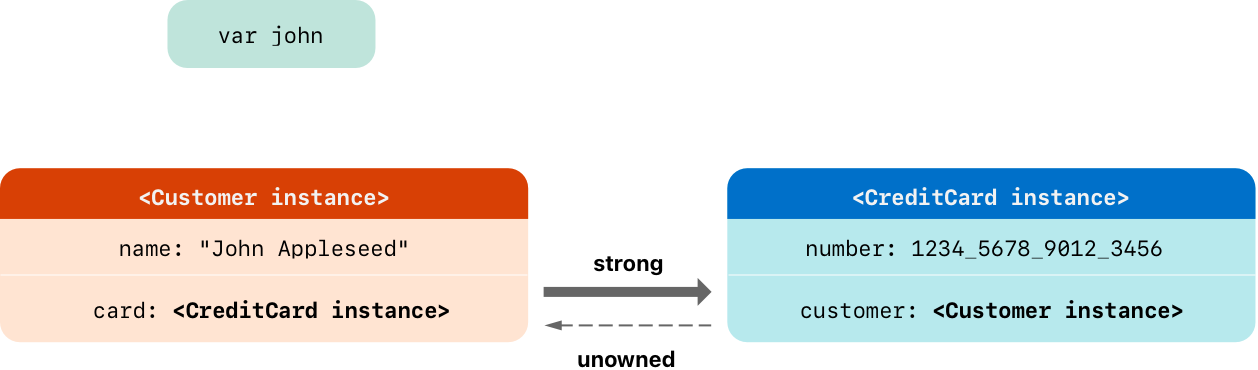 var john
<Customer instance>
name: "John Appleseed"
card: <CreditCard instance>
strong
unowned
<CreditCard instance>
number: 1234_5678_9012_3456
customer: <Customer instance>